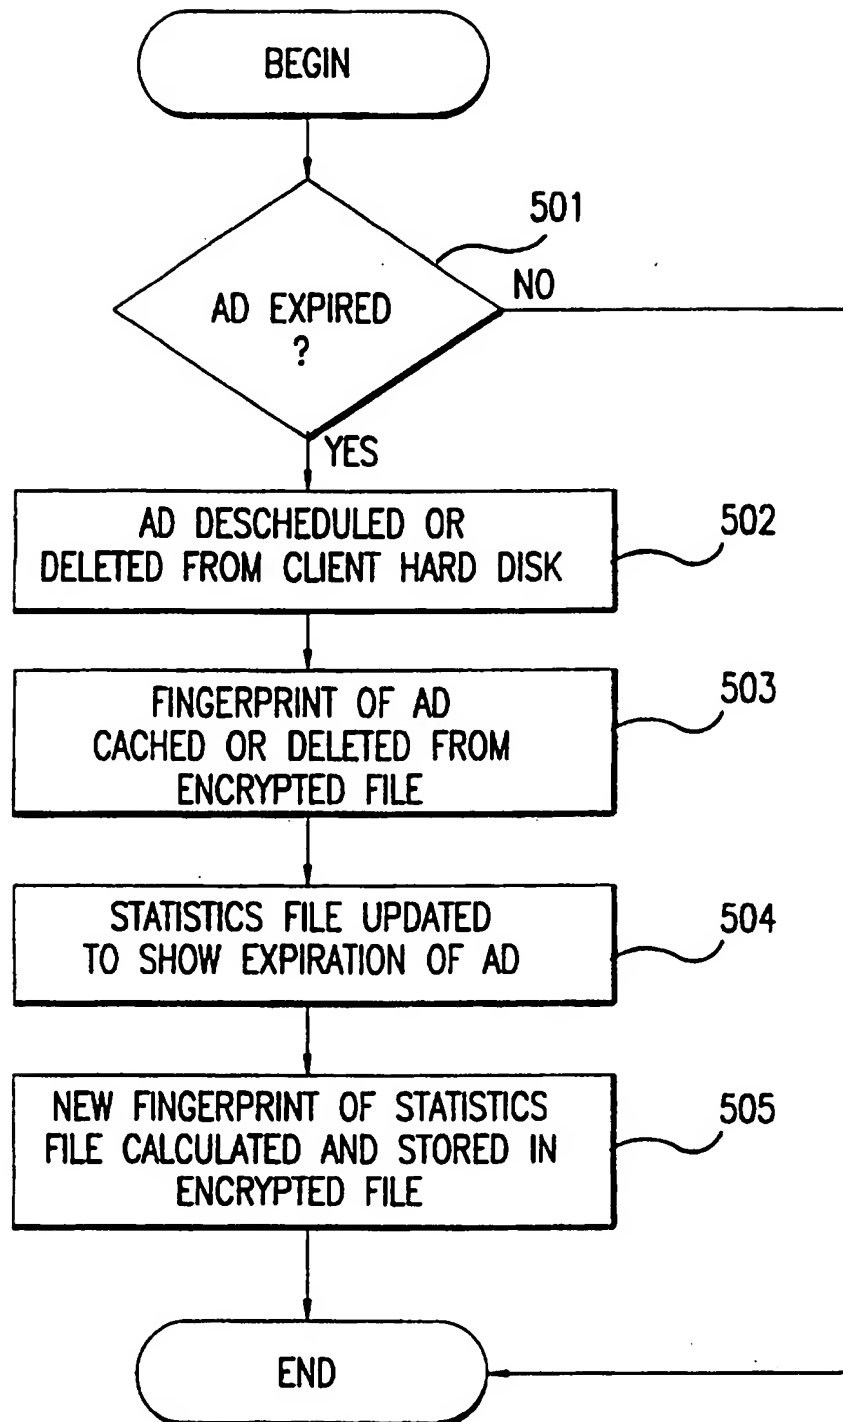 BEGIN
501
AD EXPIRED
?
NO
YES
AD DESCHEDULED OR
DELETED FROM CLIENT HARD DISK
502
FINGERPRINT OF AD
CACHED OR DELETED FROM
ENCRYPTED FILE
503
STATISTICS FILE UPDATED
TO SHOW EXPIRATION OF AD
504
NEW FINGERPRINT OF STATISTICS
FILE CALCULATED AND STORED IN
ENCRYPTED FILE
505
END